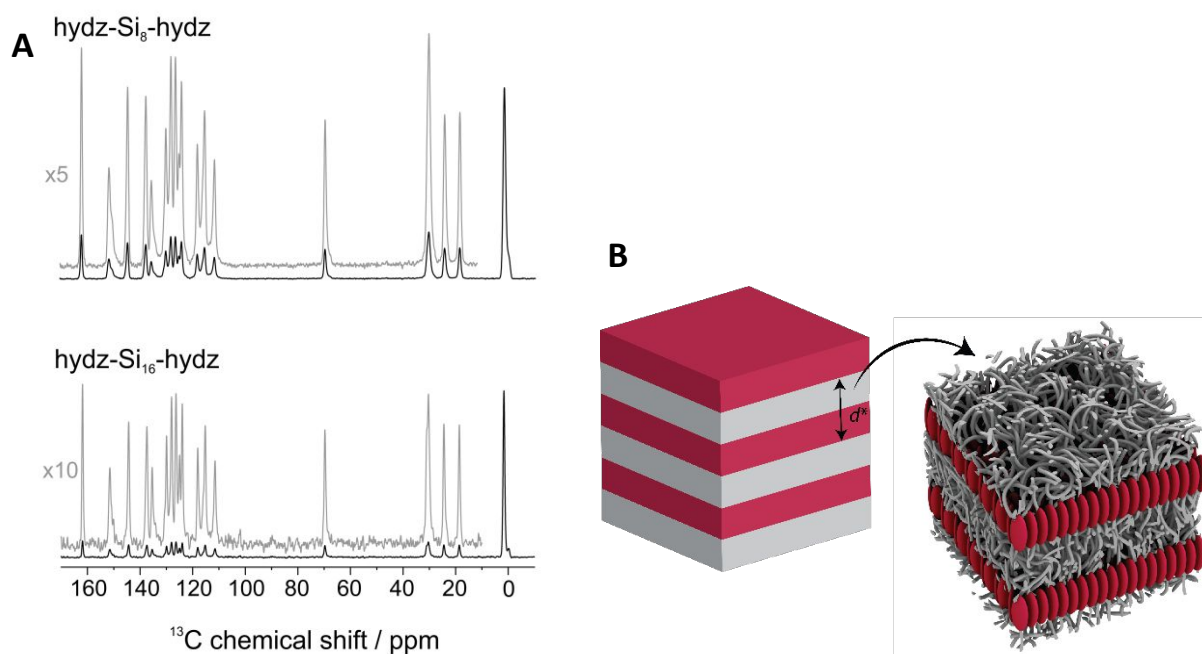 A
hydz-Si₈-hydz
x5
hydz-Si₁₆-hydz
x10
160 140 120 100 80 60 40 20 0
¹³C chemical shift / ppm
B
d*